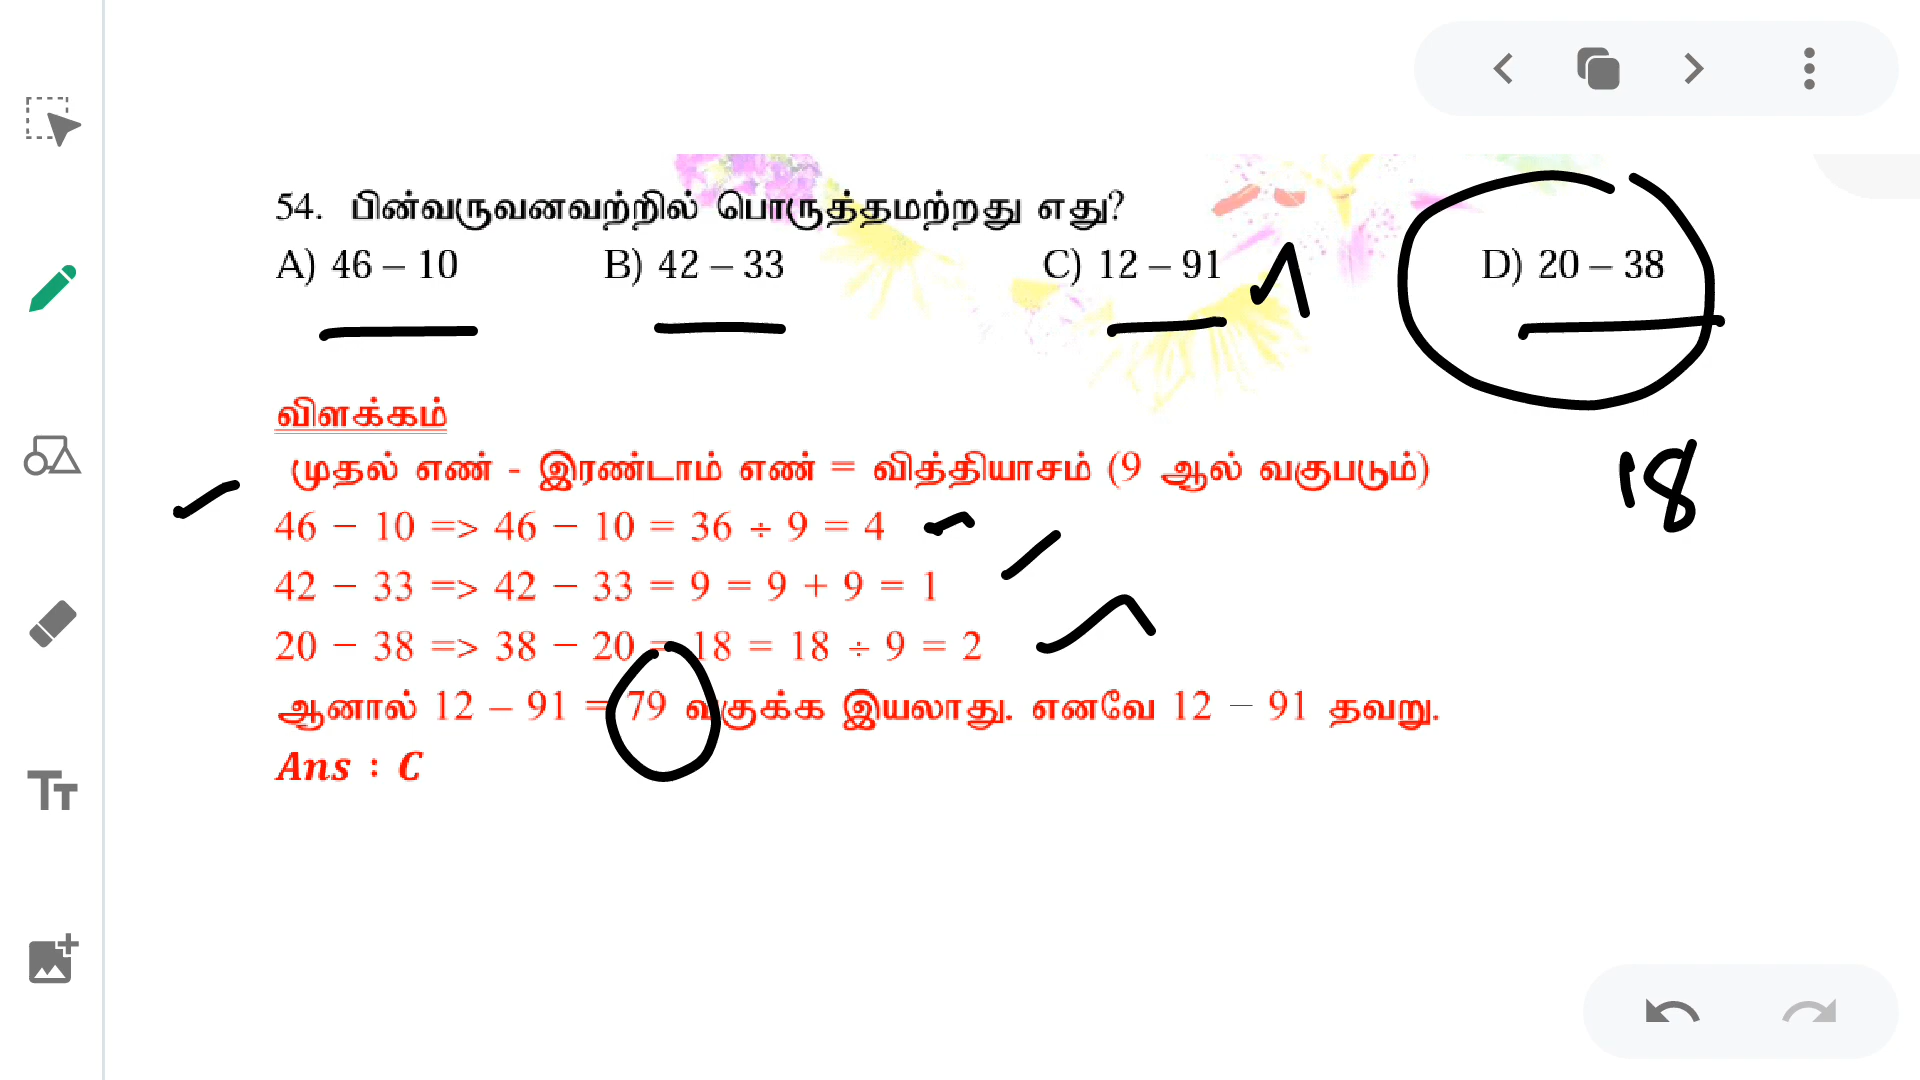 54. பின்வருவனவற்றில் பொருத்தமற்றது எது?
A) 46 – 10 B) 42 – 33 C) 12 – 91 D) 20 – 38
விளக்கம்
முதல் எண் - இரண்டாம் எண் = வித்தியாசம் (9 ஆல் வகுபடும்)
18
46 – 10 => 46 – 10 = 36 ÷ 9 = 4
42 – 33 => 42 – 33 = 9 = 9 + 9 = 1
20 – 38 => 38 – 20 = 18 = 18 ÷ 9 = 2
ஆனால் 12 – 91 = 79 வகுக்க இயலாது. எனவே 12 – 91 தவறு.
Ans : C